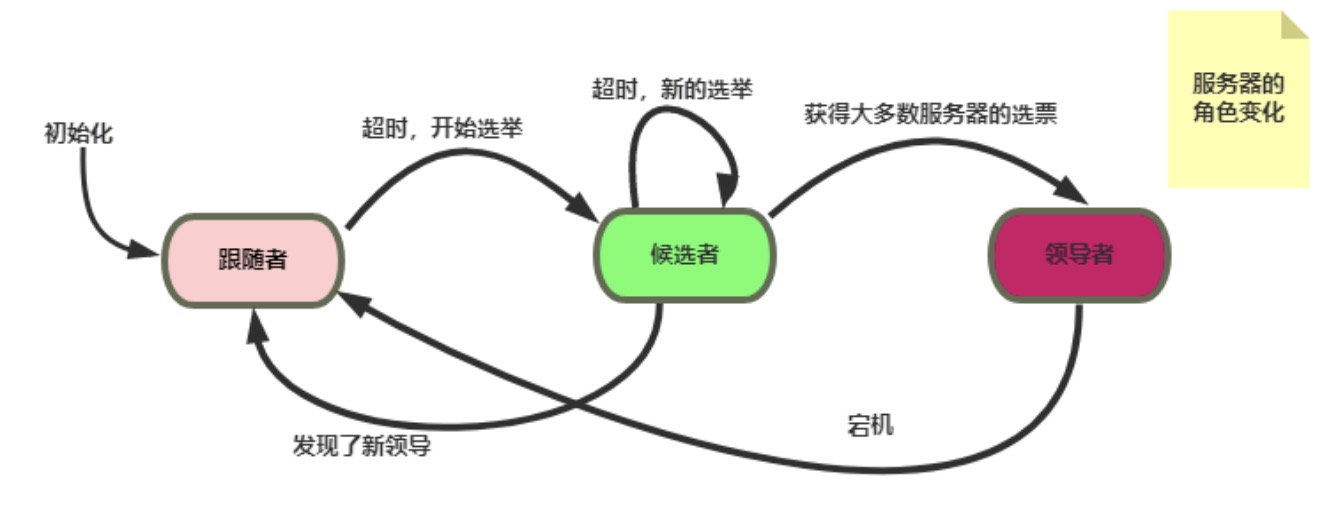 服务器的
角色变化
超时，新的选举
获得大多数服务器的选票
超时，开始选举
初始化
跟随者
候选者
领导者
宕机
发现了新领导